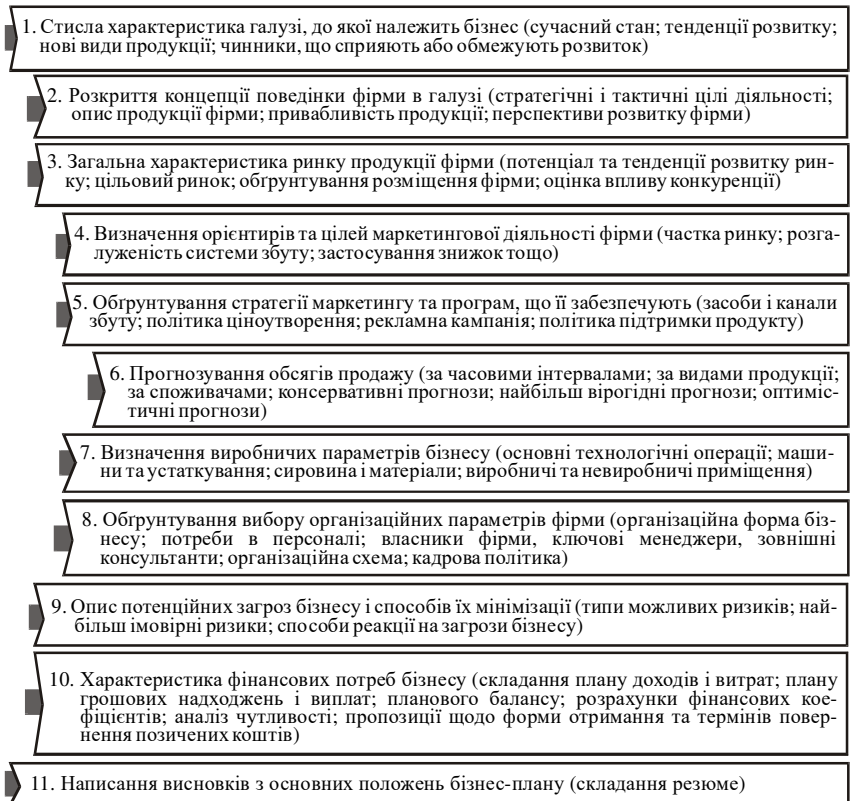 1. Стисла характеристика галузі, до якої належить бізнес (сучасний стан; тенденції розвитку;
нові види продукції; чинники, що сприяють або обмежують розвиток)
2. Розкриття концепції поведінки фірми в галузі (стратегічні і тактичні цілі діяльності;
опис продукції фірми; привабливість продукції; перспективи розвитку фірми)
3. Загальна характеристика ринку продукції фірми (потенціал та тенденції розвитку рин-
ку; цільовий ринок; обґрунтування розміщення фірми; оцінка впливу конкуренції)
4. Визначення орієнтирів та цілей маркетингової діяльності фірми (частка ринку; розга-
луженість системи збуту; застосування знижок тощо)
5. Обґрунтування стратегії маркетингу та програм, що її забезпечують (засоби і канали
збуту; політика ціноутворення; рекламна кампанія; політика підтримки продукту)
6. Прогнозування обсягів продажу (за часовими інтервалами; за видами продукції;
за споживачами; консервативні прогнози; найбільш вірогідні прогнози; оптиміс-
тичні прогнози)
7. Визначення виробничих параметрів бізнесу (основні технологічні операції; маши-
ни та устаткування; сировина і матеріали; виробничі та невиробничі приміщення)
8. Обґрунтування вибору організаційних параметрів фірми (організаційна форма біз-
несу; потреби в персоналі; власники фірми, ключові менеджери, зовнішні
консультанти; організаційна схема; кадрова політика)
9. Опис потенційних загроз бізнесу і способів їх мінімізації (типи можливих ризиків; най-
більш імовірні ризики; способи реакції на загрози бізнесу)
10. Характеристика фінансових потреб бізнесу (складання плану доходів і витрат; плану
грошових надходжень і виплат; планового балансу; розрахунки фінансових кое-
фіцієнтів; аналіз чутливості; пропозиції щодо форми отримання та термінів повер-
нення позичених коштів)
11. Написання висновків з основних положень бізнес-плану (складання резюме)